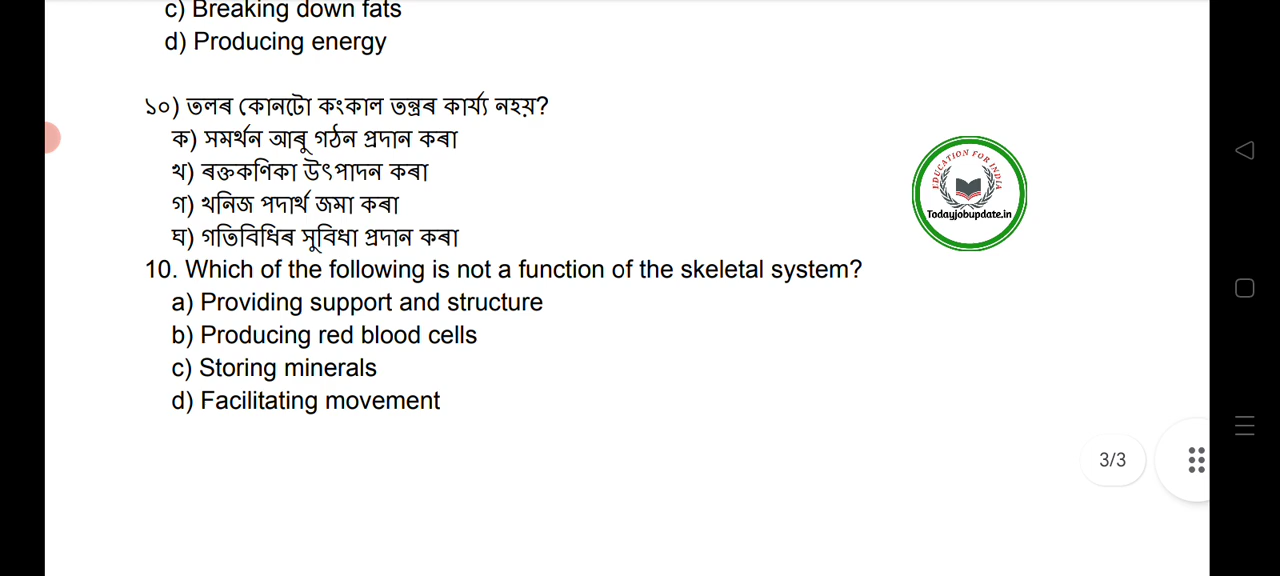 c) Breaking down fats
d) Producing energy
১০) তলৰ কোনটো কংকাল তন্ত্ৰৰ কাৰ্য্য নহয়?
ক) সমৰ্থন আৰু গঠন প্ৰদান কৰা
খ) ৰক্তকণিকা উৎপাদন কৰা
গ) খনিজ পদাৰ্থ জমা কৰা
ঘ) গতিবিধিৰ সুবিধা প্ৰদান কৰা
10. Which of the following is not a function of the skeletal system?
a) Providing support and structure
b) Producing red blood cells
c) Storing minerals
d) Facilitating movement
EDUCATION FOR INDIA
Todayjobupdate.in
3/3